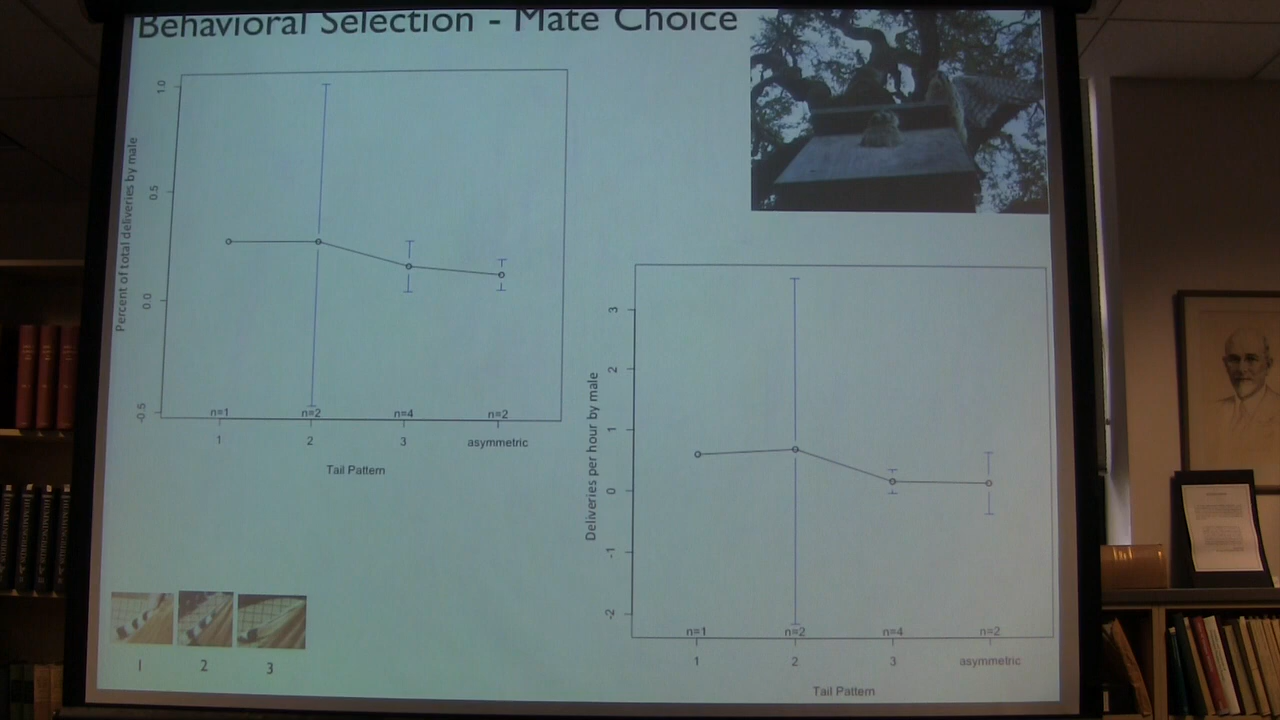 Behavioral Selection - Mate Choice
Percent of total deliveries by male
1.0
0.5
0.0
-0.5
n=1 n=2 n=4 n=2
1 2 3 asymmetric
Tail Pattern
Deliveries per hour by male
3
2
1
0
-1
-2
n=1 n=2 n=4 n=2
1 2 3 asymmetric
Tail Pattern
1 2 3